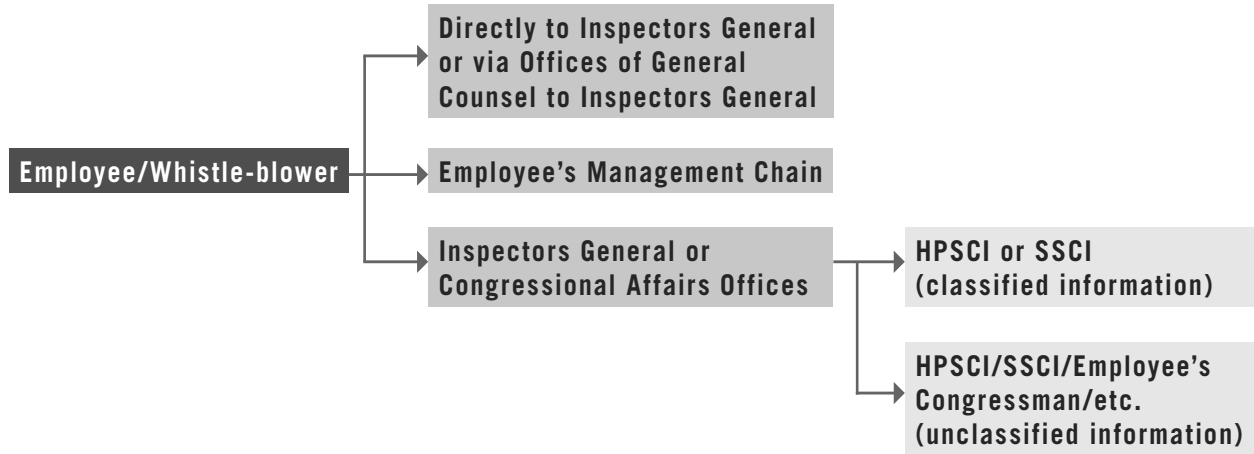 Directly to Inspectors General
or via Offices of General
Counsel to Inspectors General
Employee/Whistle-blower
Employee’s Management Chain
Inspectors General or
Congressional Affairs Offices
HPSCI or SSCI
(classified information)
HPSCI/SSCI/Employee’s
Congressman/etc.
(unclassified information)